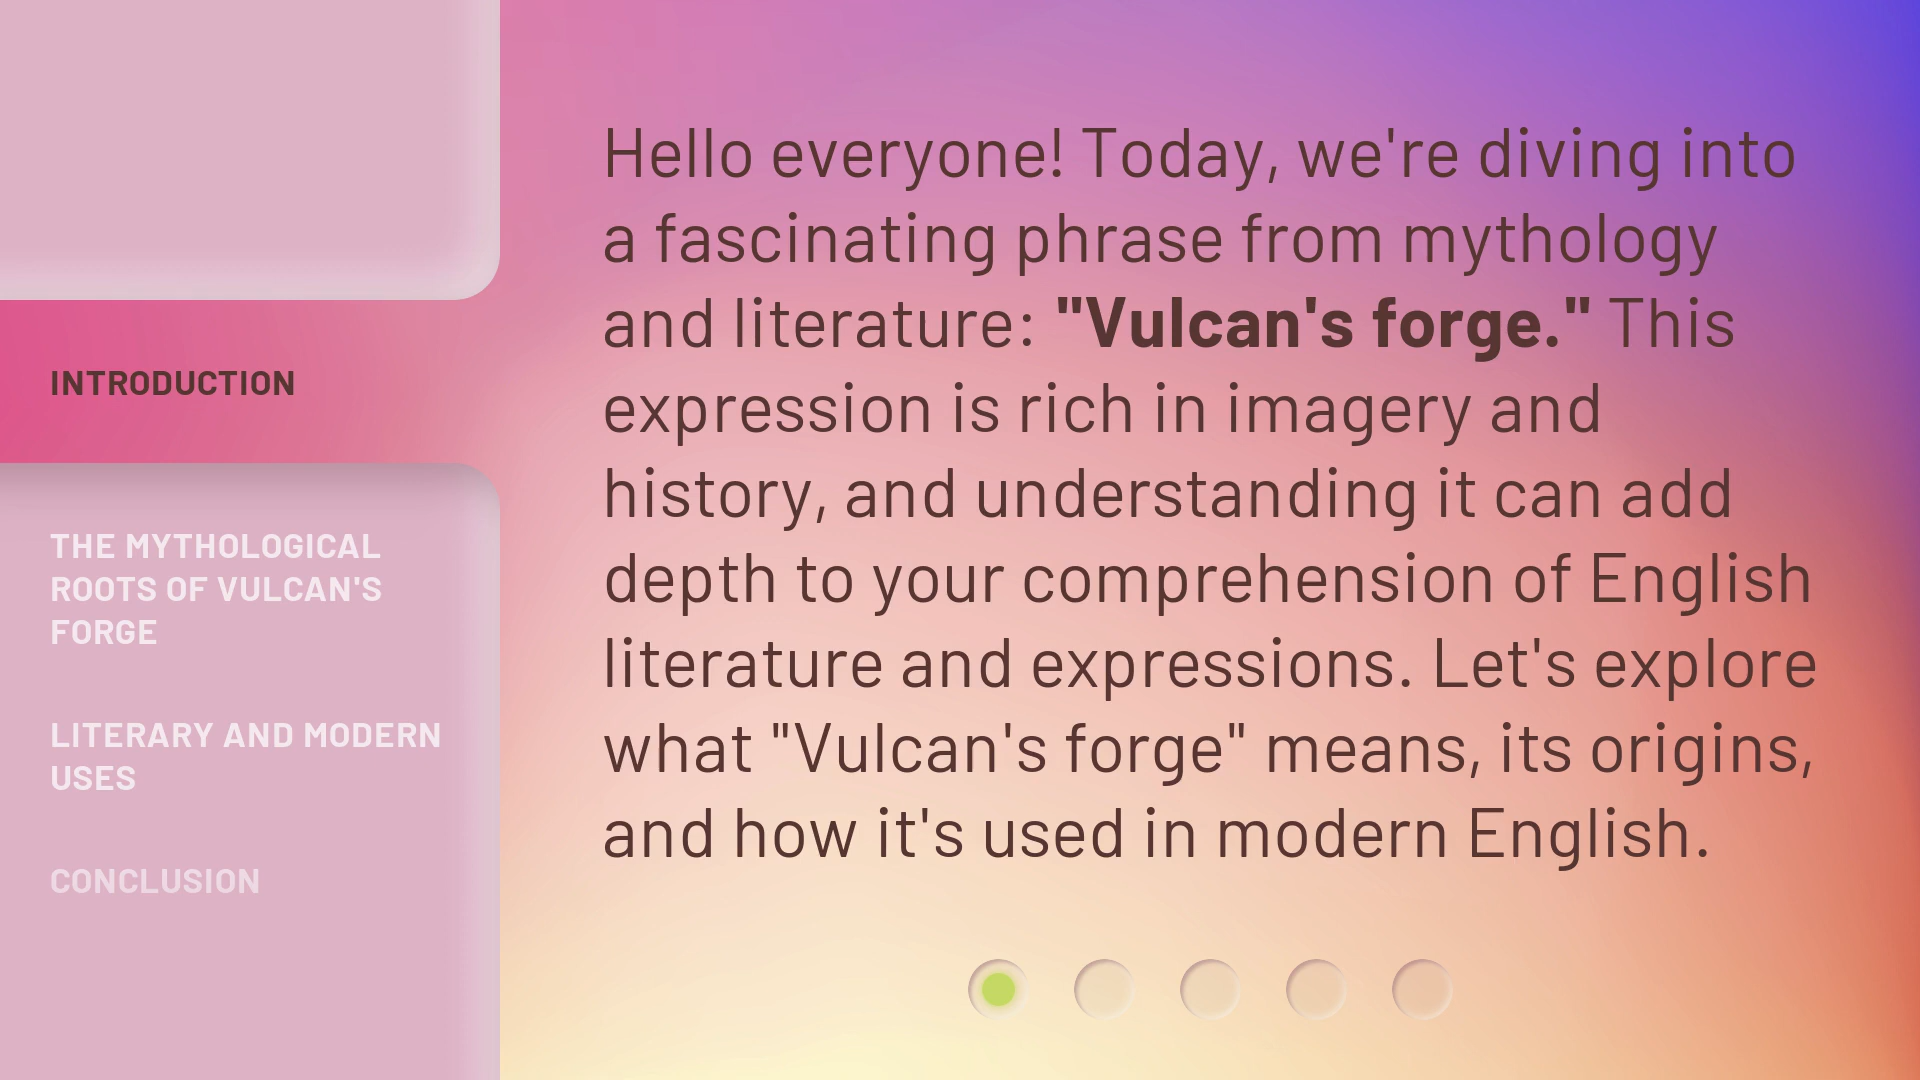 INTRODUCTION
THE MYTHOLOGICAL
ROOTS OF VULCAN'S
FORGE
LITERARY AND MODERN
USES
CONCLUSION
Hello everyone! Today, we're diving into
a fascinating phrase from mythology
and literature: "Vulcan's forge." This
expression is rich in imagery and
history, and understanding it can add
depth to your comprehension of English
literature and expressions. Let's explore
what "Vulcan's forge" means, its origins,
and how it's used in modern English.